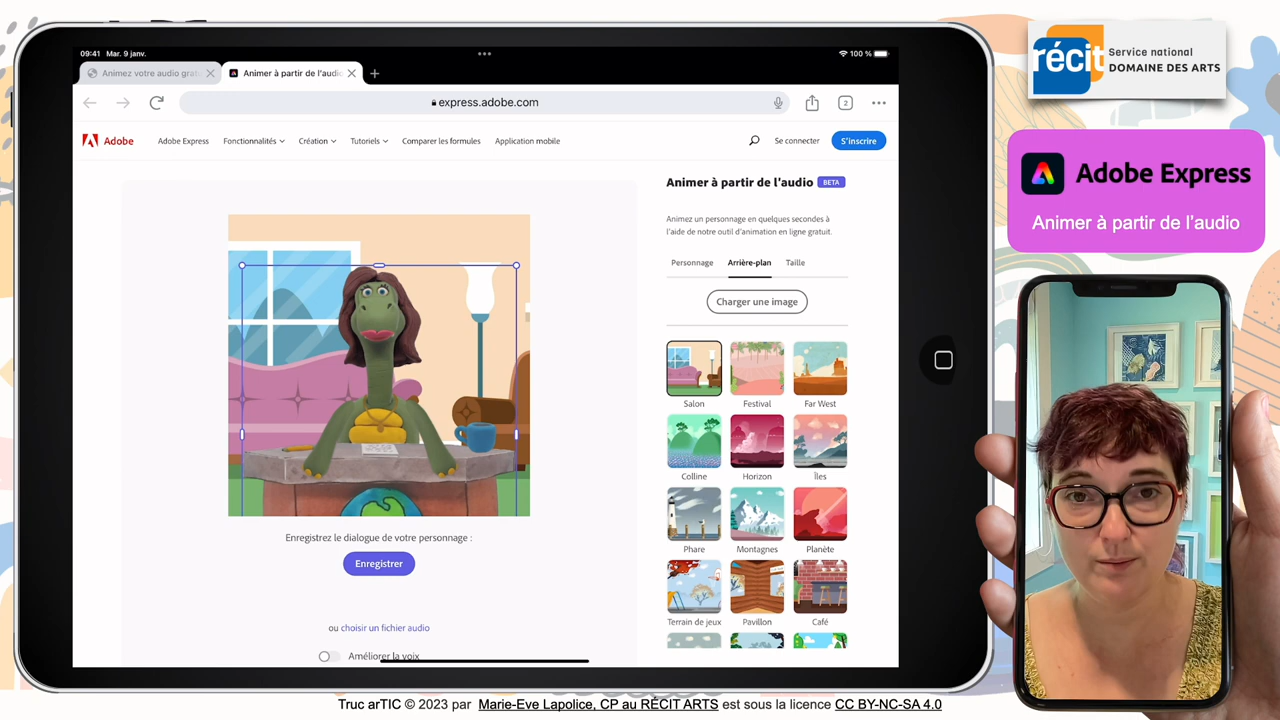 09:41 Mar. 9 janv.
100 %
Animez votre audio grat
Animer à partir de l'audio
express.adobe.com
2
Adobe
Adobe Express
Fonctionnalités
Création
Tutoriels
Comparer les formules
Application mobile
Se connecter
S'inscrire
Animer à partir de l'audio BETA
Animez un personnage en quelques secondes à
l'aide de notre outil d'animation en ligne gratuit.
Personnage Arrière-plan Taille
Charger une image
Salon Festival Far West
Colline Horizon Îles
Phare Montagnes Planète
Terrain de jeux Pavillon Café
Enregistrez le dialogue de votre personnage :
Enregistrer
ou choisir un fichier audio
Améliorer la voix
récit
Service national
DOMAINE DES ARTS
Adobe Express
Animer à partir de l'audio
Truc arTIC © 2023 par Marie-Eve Lapolice, CP au RÉCIT ARTS est sous la licence CC BY-NC-SA 4.0